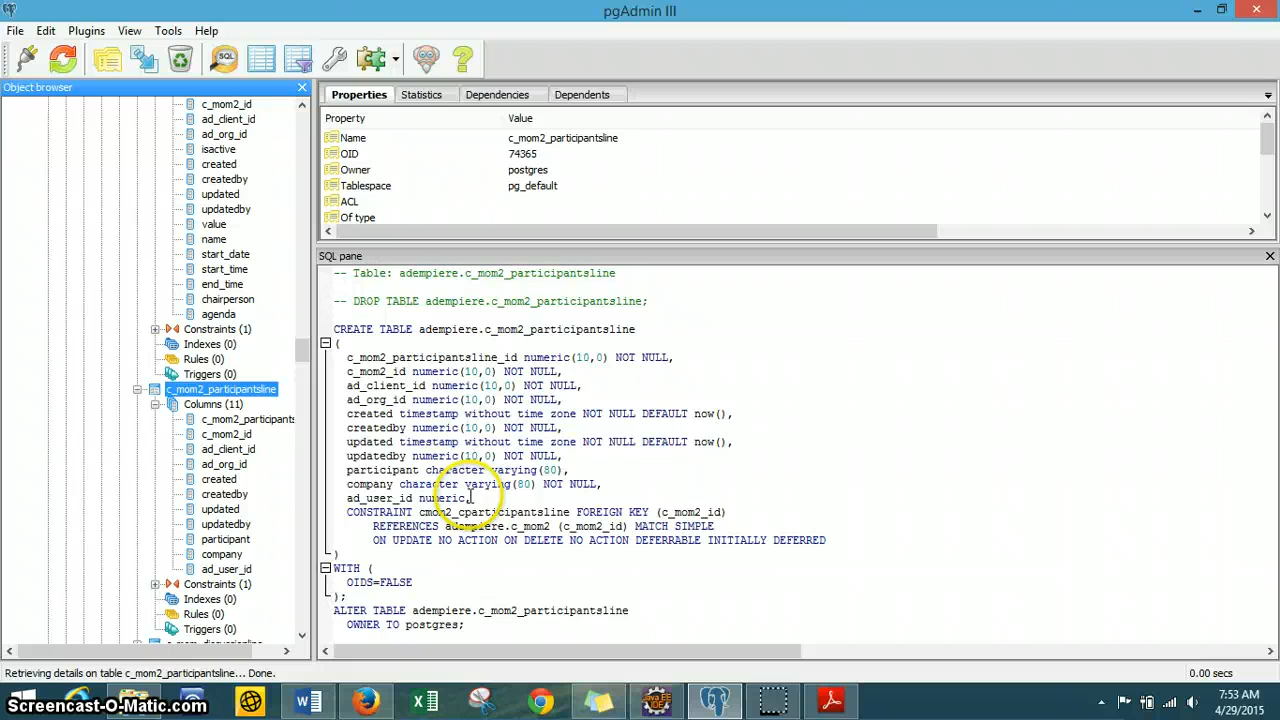 pgAdmin III
File Edit Plugins View Tools Help
SQL
Object browser
c_mom2_id
ad_client_id
ad_org_id
isactive
created
createdby
updated
updatedby
value
name
start_date
start_time
end_time
chairperson
agenda
Constraints (1)
Indexes (0)
Rules (0)
Triggers (0)
c_mom2_participantsline
Columns (11)
c_mom2_participants
c_mom2_id
ad_client_id
ad_org_id
created
createdby
updated
updatedby
participant
company
ad_user_id
Constraints (1)
Indexes (0)
Rules (0)
Triggers (0)
Properties Statistics Dependencies Dependents
Property Value
Name c_mom2_participantsline
OID 74365
Owner postgres
Tablespace pg_default
ACL
Of type
SQL pane
-- Table: adempiere.c_mom2_participantsline
-- DROP TABLE adempiere.c_mom2_participantsline;
CREATE TABLE adempiere.c_mom2_participantsline
(
c_mom2_participantsline_id numeric(10,0) NOT NULL,
c_mom2_id numeric(10,0) NOT NULL,
ad_client_id numeric(10,0) NOT NULL,
ad_org_id numeric(10,0) NOT NULL,
created timestamp without time zone NOT NULL DEFAULT now(),
createdby numeric(10,0) NOT NULL,
updated timestamp without time zone NOT NULL DEFAULT now(),
updatedby numeric(10,0) NOT NULL,
participant character varying(80),
company character varying(80) NOT NULL,
ad_user_id numeric,
CONSTRAINT cmom2_cparticipantsline FOREIGN KEY (c_mom2_id)
REFERENCES adempiere.c_mom2 (c_mom2_id) MATCH SIMPLE
ON UPDATE NO ACTION ON DELETE NO ACTION DEFERRABLE INITIALLY DEFERRED
)
WITH (
OIDS=FALSE
);
ALTER TABLE adempiere.c_mom2_participantsline
OWNER TO postgres;
Retrieving details on table c_mom2_participantsline... Done. 0.00 secs
Screencast-O-Matic.com
7:53 AM
4/29/2015